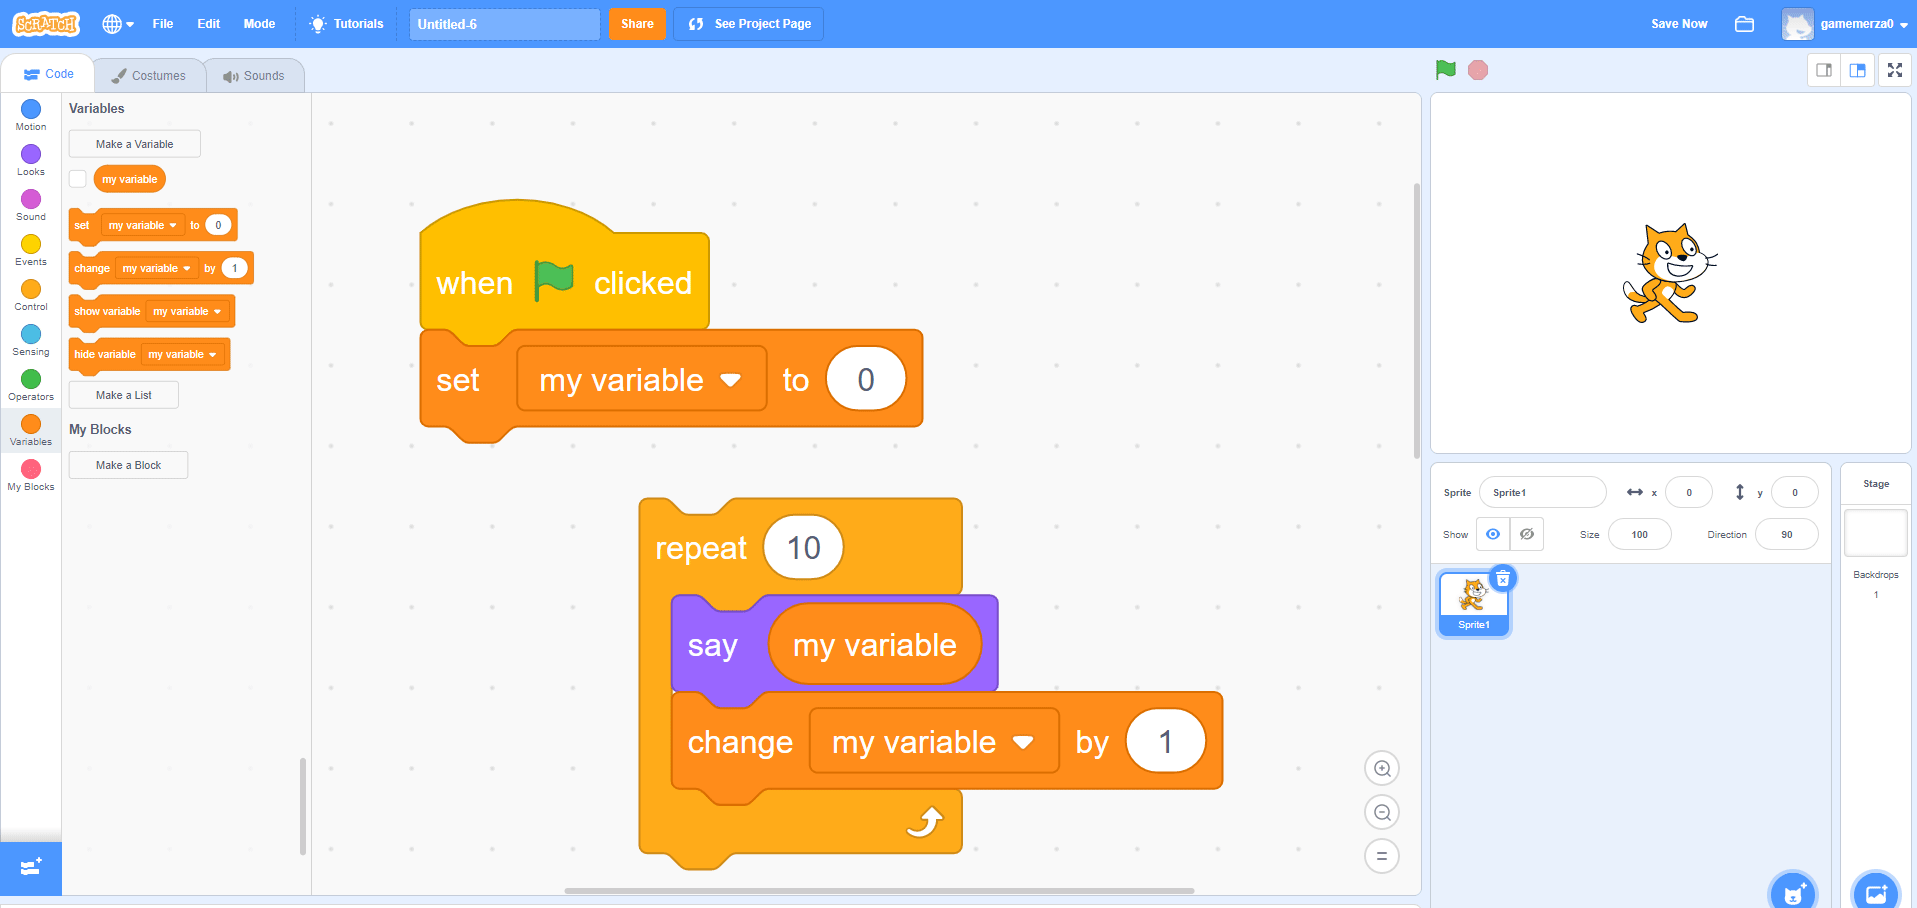 SCRATCH File Edit Mode Tutorials Untitled-6 Share See Project Page Save Now gamemerza0
Code Costumes Sounds
Motion
Looks
Sound
Events
Control
Sensing
Operators
Variables
My Blocks
Variables
Make a Variable
my variable
set my variable to 0
change my variable by 1
show variable my variable
hide variable my variable
Make a List
My Blocks
Make a Block
when clicked
set my variable to 0
repeat 10
say my variable
change my variable by 1
Sprite Sprite1 x 0 y 0
Show Size 100 Direction 90
Sprite1
Stage
Backdrops
1